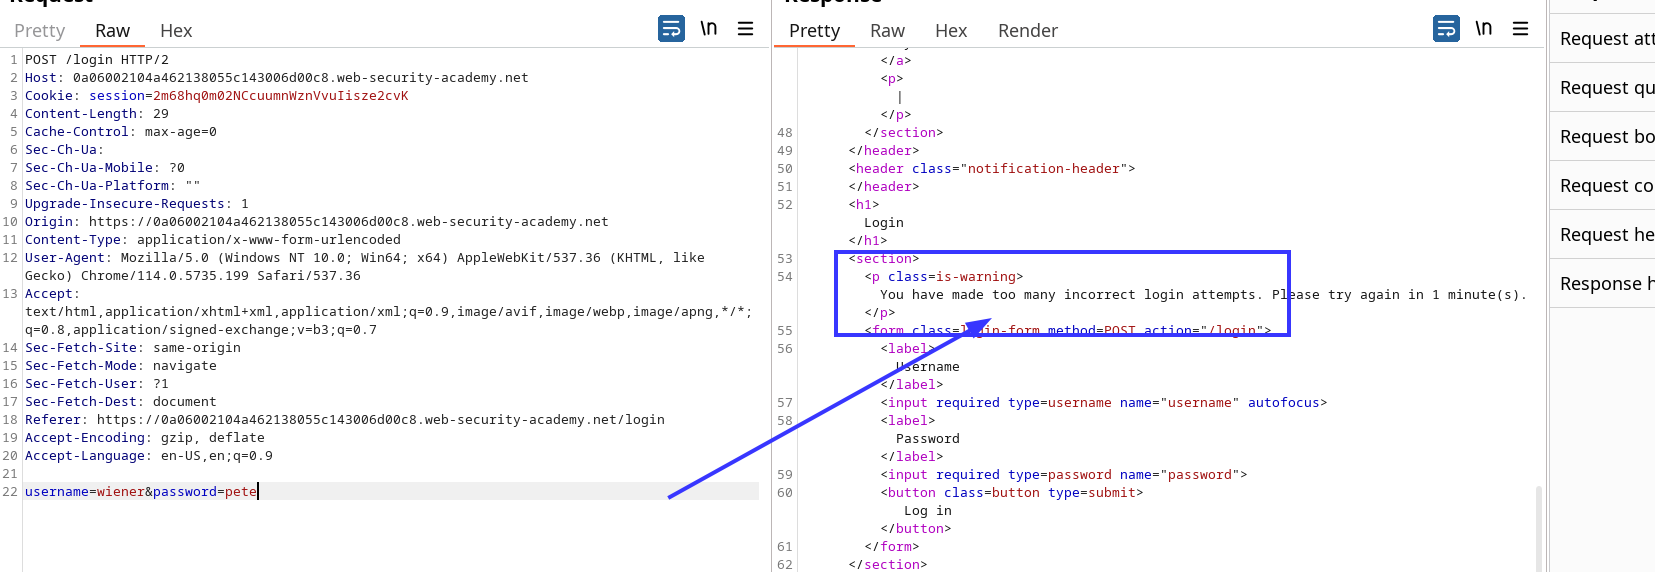 Request
Pretty Raw Hex
\n
1 POST /login HTTP/2
2 Host: 0a06002104a462138055c143006d00c8.web-security-academy.net
3 Cookie: session=2m68hq0m02NCcuumnWznVvuIisze2cvK
4 Content-Length: 29
5 Cache-Control: max-age=0
6 Sec-Ch-Ua:
7 Sec-Ch-Ua-Mobile: ?0
8 Sec-Ch-Ua-Platform: ""
9 Upgrade-Insecure-Requests: 1
10 Origin: https://0a06002104a462138055c143006d00c8.web-security-academy.net
11 Content-Type: application/x-www-form-urlencoded
12 User-Agent: Mozilla/5.0 (Windows NT 10.0; Win64; x64) AppleWebKit/537.36 (KHTML, like
Gecko) Chrome/114.0.5735.199 Safari/537.36
13 Accept:
text/html,application/xhtml+xml,application/xml;q=0.9,image/avif,image/webp,image/apng,*/*;
q=0.8,application/signed-exchange;v=b3;q=0.7
14 Sec-Fetch-Site: same-origin
15 Sec-Fetch-Mode: navigate
16 Sec-Fetch-User: ?1
17 Sec-Fetch-Dest: document
18 Referer: https://0a06002104a462138055c143006d00c8.web-security-academy.net/login
19 Accept-Encoding: gzip, deflate
20 Accept-Language: en-US,en;q=0.9
21
22 username=wiener&password=pete
Response
Pretty Raw Hex Render
\n
</a>
<p>
|
</p>
48 </section>
49 </header>
50 <header class="notification-header">
51 </header>
52 <h1>
Login
</h1>
53 <section>
54 <p class=is-warning>
You have made too many incorrect login attempts. Please try again in 1 minute(s).
</p>
55 <form class=login-form method=POST action="/login">
56 <label>
Username
</label>
57 <input required type=username name="username" autofocus>
58 <label>
Password
</label>
59 <input required type=password name="password">
60 <button class=button type=submit>
Log in
</button>
61 </form>
62 </section>
Request att
Request qu
Request bo
Request co
Request he
Response h